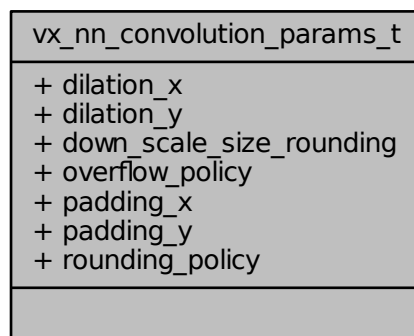 vx_nn_convolution_params_t
+ dilation_x
+ dilation_y
+ down_scale_size_rounding
+ overflow_policy
+ padding_x
+ padding_y
+ rounding_policy